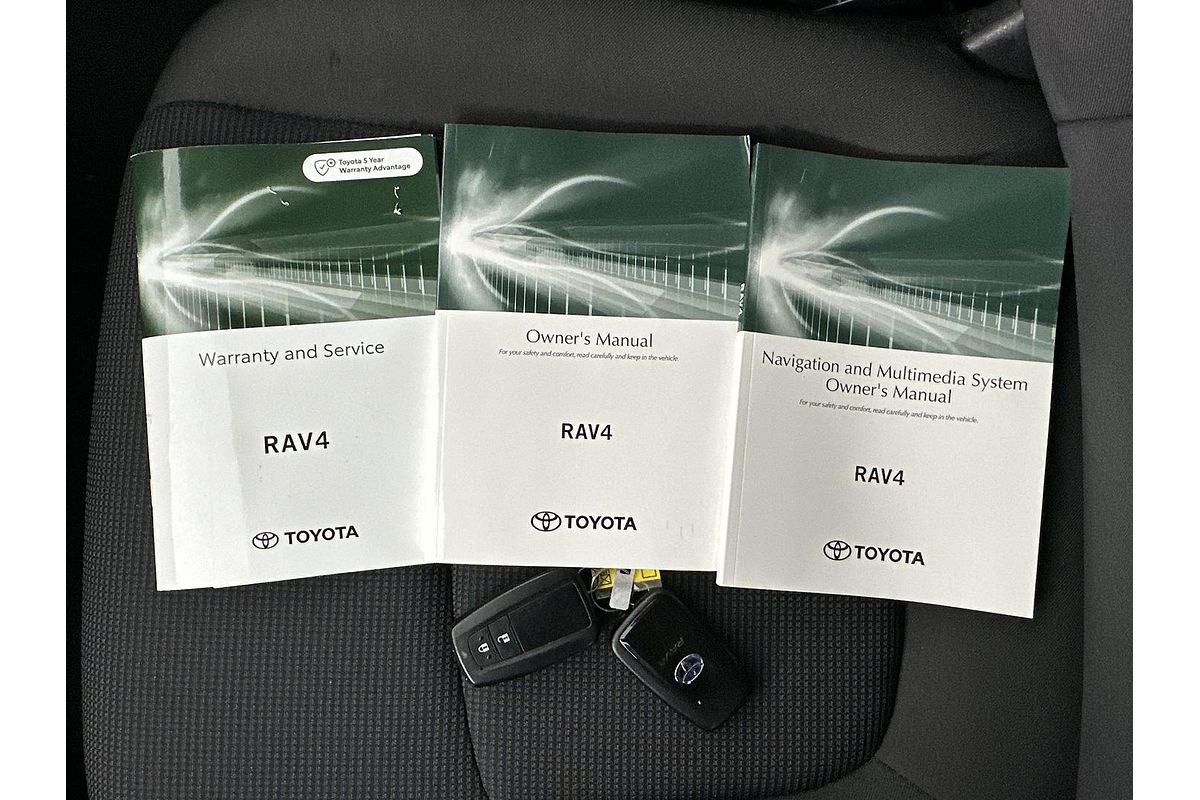 Toyota 5 Year
Warranty Advantage
Warranty and Service
RAV4
TOYOTA
Owner's Manual
For your safety and comfort, read carefully and keep in the vehicle.
RAV4
TOYOTA
RAV4
Navigation and Multimedia System
Owner's Manual
For your safety and comfort, read carefully and keep in the vehicle.
RAV4
TOYOTA
RAV4